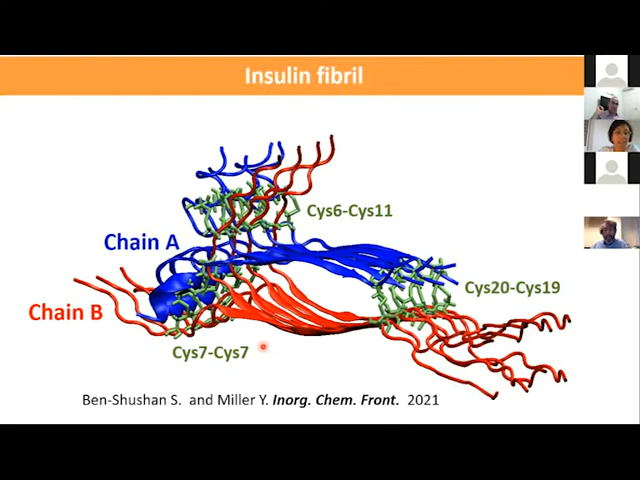 Insulin fibril
Cys6-Cys11
Chain A
Cys20-Cys19
Chain B
Cys7-Cys7
Ben-Shushan S. and Miller Y. Inorg. Chem. Front. 2021